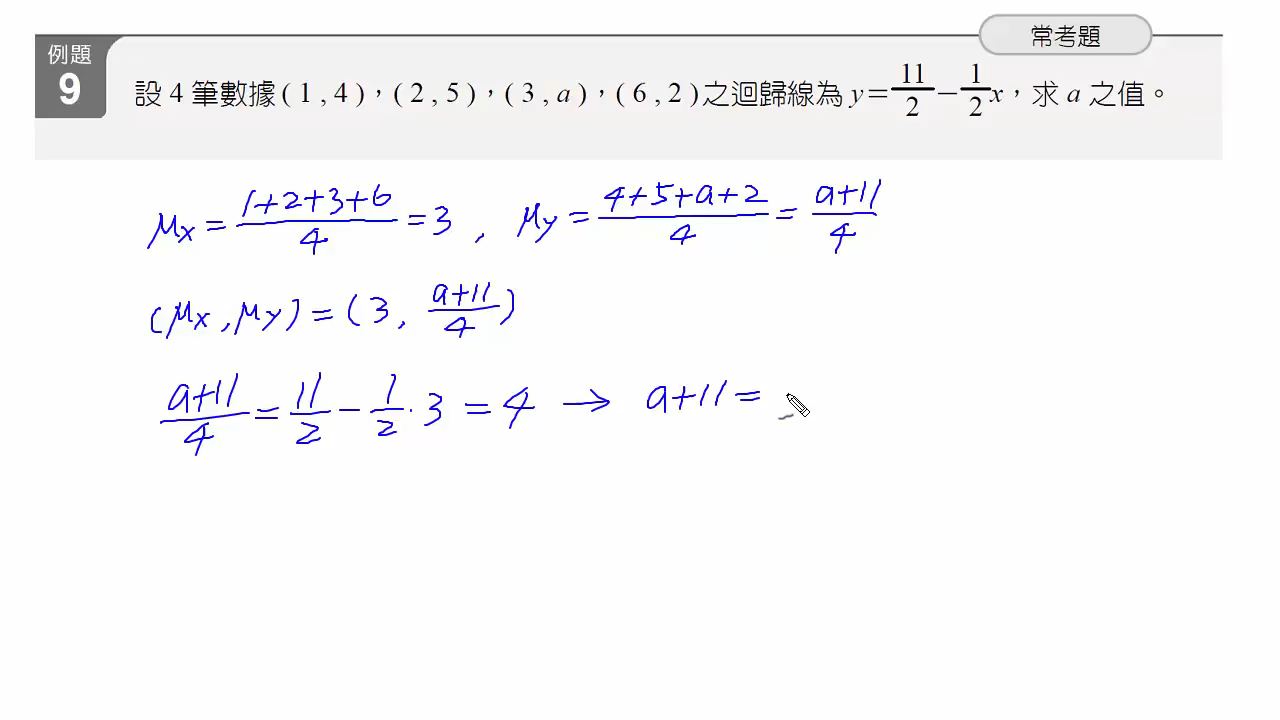 常考題
例題
9
設 4 筆數據 ( 1 , 4 ),( 2 , 5 ),( 3 , a ),( 6 , 2 ) 之迴歸線為 y = 11/2 − 1/2 x,求 a 之值。
μx = (1+2+3+6)/4 = 3 , μy = (4+5+a+2)/4 = (a+11)/4
(μx , μy) = (3, (a+11)/4)
(a+11)/4 = 11/2 − 1/2 · 3 = 4 → a+11 =